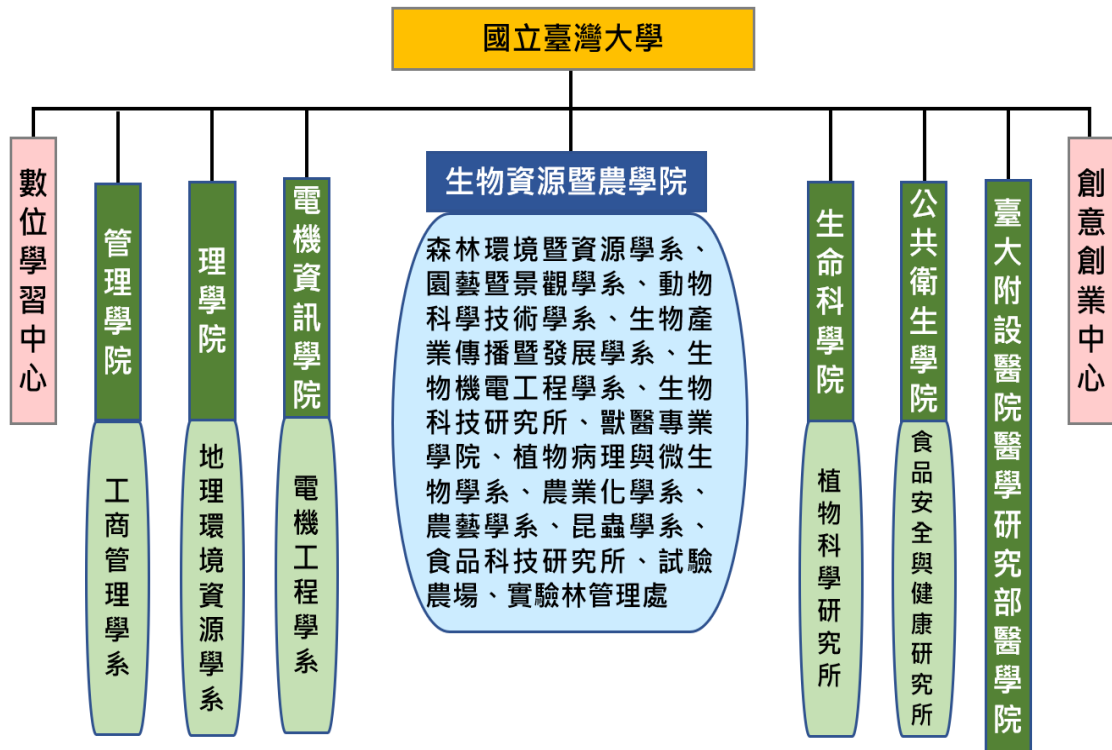 國立臺灣大學
數位學習中心
管理學院
工商管理學系
理學院
地理環境資源學系
電機資訊學院
電機工程學系
生物資源暨農學院
森林環境暨資源學系、
園藝暨景觀學系、動物
科學技術學系、生物產
業傳播暨發展學系、生
物機電工程學系、生物
科技研究所、獸醫專業
學院、植物病理與微生
物學系、農業化學系、
農藝學系、昆蟲學系、
食品科技研究所、試驗
農場、實驗林管理處
生命科學院
植物科學研究所
公共衛生學院
食品安全與健康研究所
臺大附設醫院醫學研究部醫學院
創意創業中心